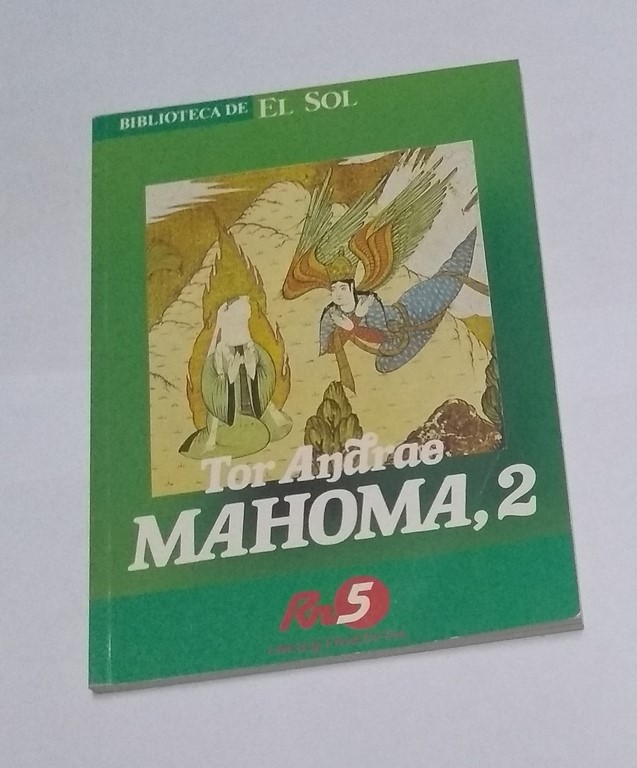 BIBLIOTECA DE EL SOL
Tor Andrae
MAHOMA, 2
Rn5